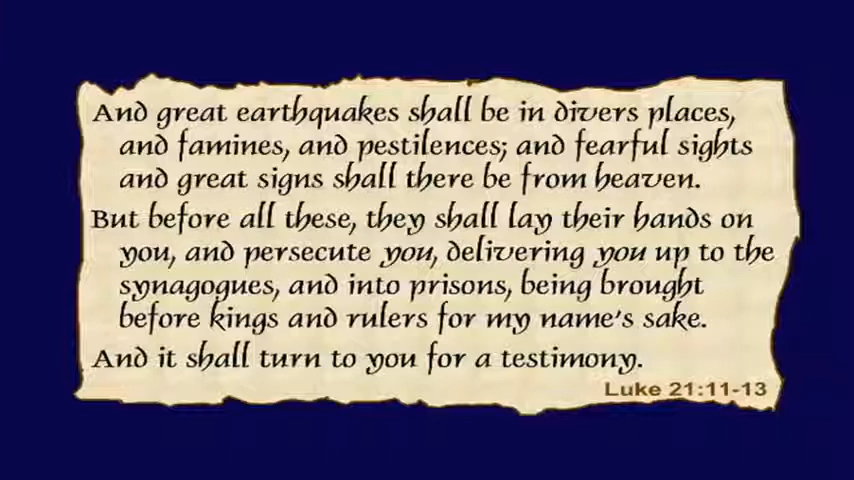 And great earthquakes shall be in divers places,
and famines, and pestilences; and fearful sights
and great signs shall there be from heaven.
But before all these, they shall lay their hands on
you, and persecute you, delivering you up to the
synagogues, and into prisons, being brought
before kings and rulers for my name's sake.
And it shall turn to you for a testimony.
Luke 21:11-13